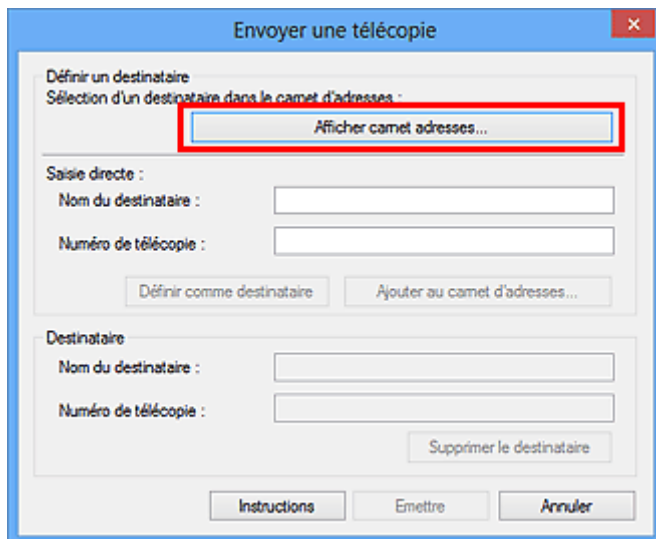 Envoyer une télécopie
Définir un destinataire
Sélection d'un destinataire dans le carnet d'adresses :
Afficher carnet adresses...
Saisie directe :
Nom du destinataire :
Numéro de télécopie :
Définir comme destinataire
Ajouter au carnet d'adresses...
Destinataire
Nom du destinataire :
Numéro de télécopie :
Supprimer le destinataire
Instructions
Emettre
Annuler